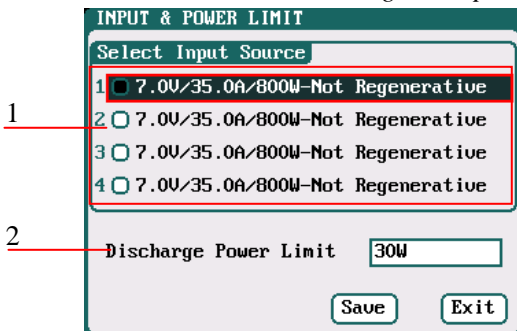 INPUT & POWER LIMIT
Select Input Source
1 7.0V/35.0A/800W-Not Regenerative
1
2 7.0V/35.0A/800W-Not Regenerative
3 7.0V/35.0A/800W-Not Regenerative
4 7.0V/35.0A/800W-Not Regenerative
2
Discharge Power Limit 30W
Save Exit